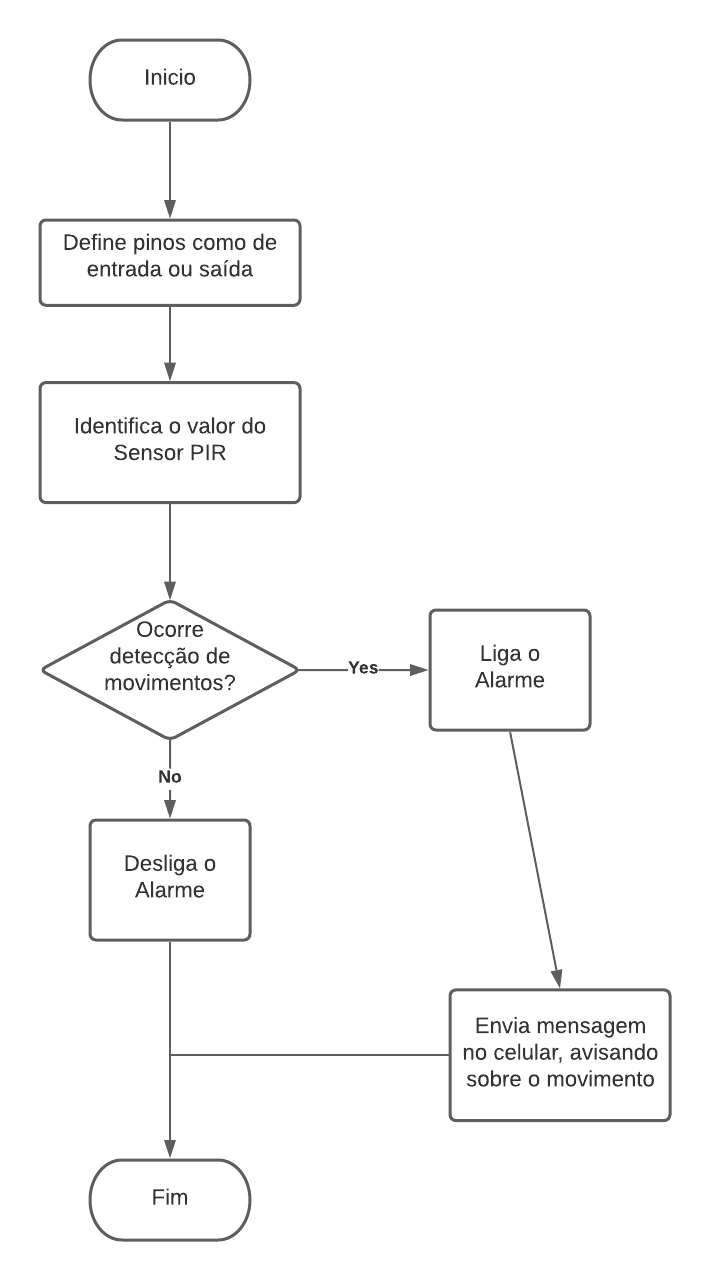 Inicio
Define pinos como de
entrada ou saída
Identifica o valor do
Sensor PIR
Ocorre
detecção de
movimentos?
Yes
Liga o
Alarme
No
Desliga o
Alarme
Envia mensagem
no celular, avisando
sobre o movimento
Fim